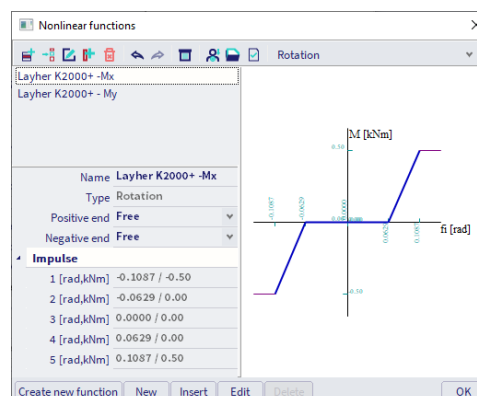 Nonlinear functions
Rotation
Layher K2000+ -Mx
Layher K2000+ - My
Name Layher K2000+ -Mx
Type Rotation
Positive end Free
Negative end Free
Impulse
1 [rad,kNm] -0.1087 / -0.50
2 [rad,kNm] -0.0629 / 0.00
3 [rad,kNm] 0.0000 / 0.00
4 [rad,kNm] 0.0629 / 0.00
5 [rad,kNm] 0.1087 / 0.50
M [kNm]
0.50
-0.1087
-0.0629
0.0000
0.0629
0.1087
fi [rad]
-0.50
Create new function New Insert Edit Delete OK